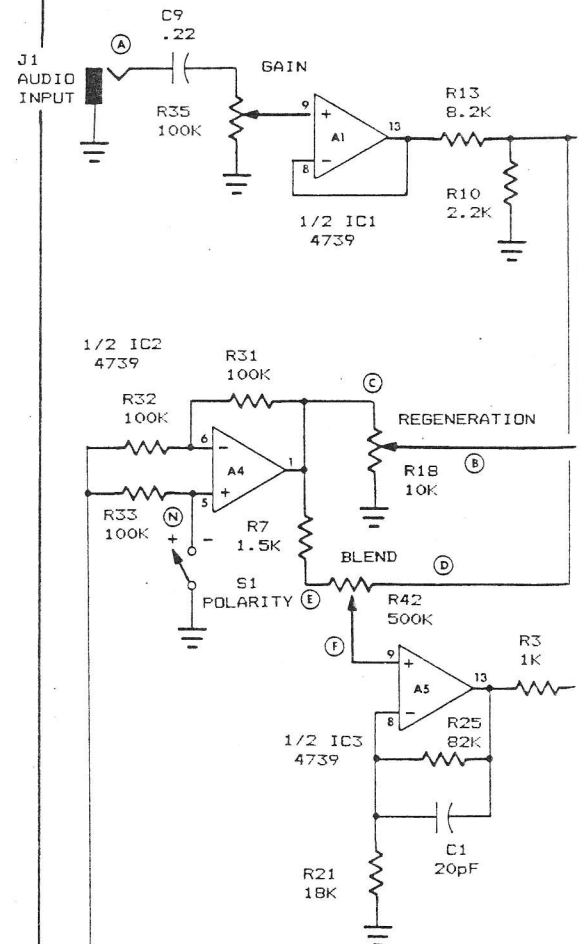 C9
.22
A
J1
AUDIO
INPUT
GAIN
R35
100K
9
+
A1
13
8
−
R13
8.2K
R10
2.2K
1/2 IC1
4739
1/2 IC2
4739
R31
100K
R32
100K
C
REGENERATION
6
−
A4
1
5
+
B
R18
10K
R33
100K
N
+
−
R7
1.5K
S1
POLARITY
BLEND
D
E
R42
500K
F
9
+
A5
13
8
−
R3
1K
1/2 IC3
4739
R25
82K
C1
20pF
R21
18K